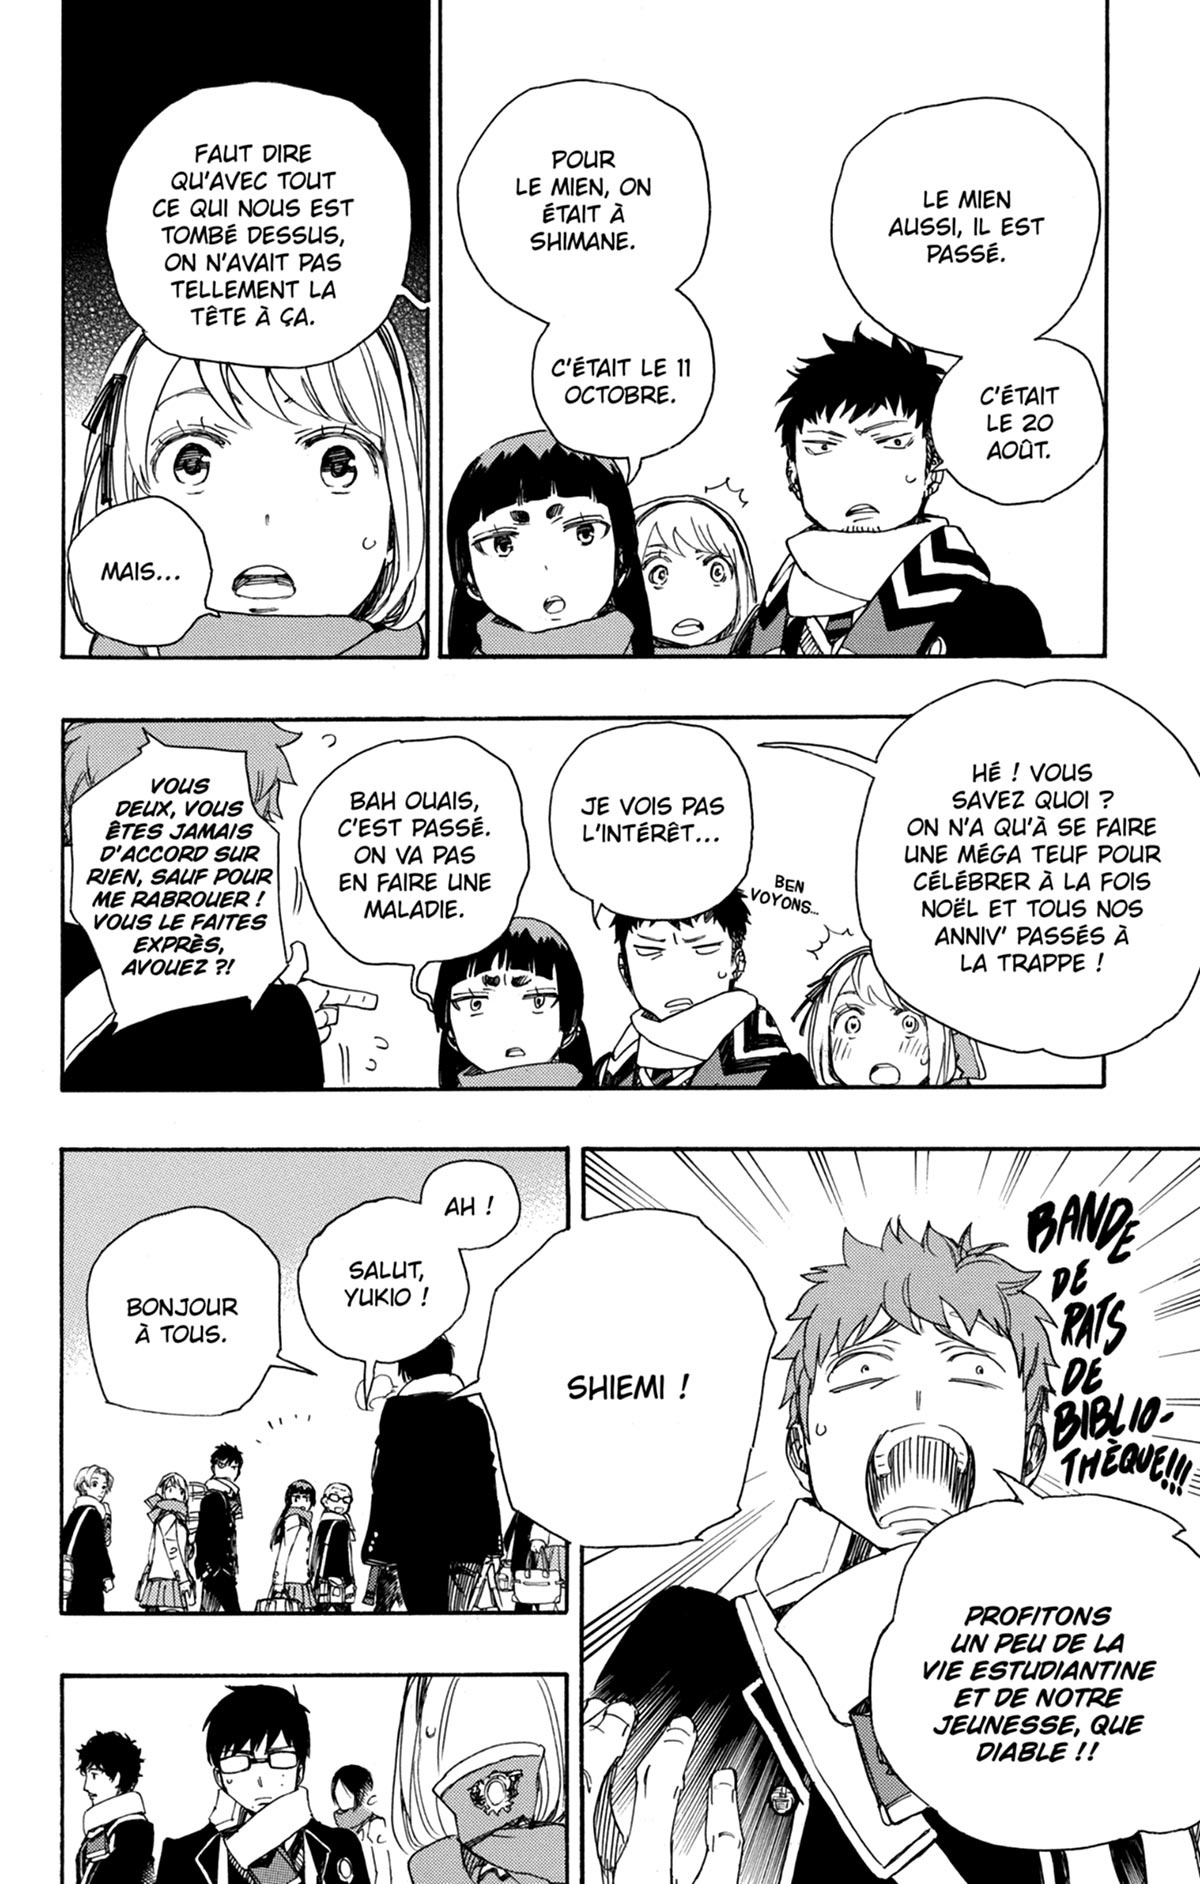 LE MIEN
AUSSI, IL EST
PASSÉ.
C'ÉTAIT
LE 20
AOÛT.
POUR
LE MIEN, ON
ÉTAIT À
SHIMANE.
C'ÉTAIT LE 11
OCTOBRE.
FAUT DIRE
QU'AVEC TOUT
CE QUI NOUS EST
TOMBÉ DESSUS,
ON N'AVAIT PAS
TELLEMENT LA
TÊTE À ÇA.
MAIS...
HÉ ! VOUS
SAVEZ QUOI ?
ON N'A QU'À SE FAIRE
UNE MÉGA TEUF POUR
CÉLÉBRER À LA FOIS
NOËL ET TOUS NOS
ANNIV' PASSÉS À
LA TRAPPE !
JE VOIS PAS
L'INTÉRÊT...
BEN
VOYONS...
BAH OUAIS,
C'EST PASSÉ.
ON VA PAS
EN FAIRE UNE
MALADIE.
VOUS
DEUX, VOUS
ÊTES JAMAIS
D'ACCORD SUR
RIEN, SAUF POUR
ME RABROUER !
VOUS LE FAITES
EXPRÈS,
AVOUEZ ?!
BANDE
DE
RATS
DE
BIBLIO-
THÈQUE!!!
PROFITONS
UN PEU DE LA
VIE ESTUDIANTINE
ET DE NOTRE
JEUNESSE, QUE
DIABLE !!
SHIEMI !
AH !
SALUT,
YUKIO !
BONJOUR
À TOUS.